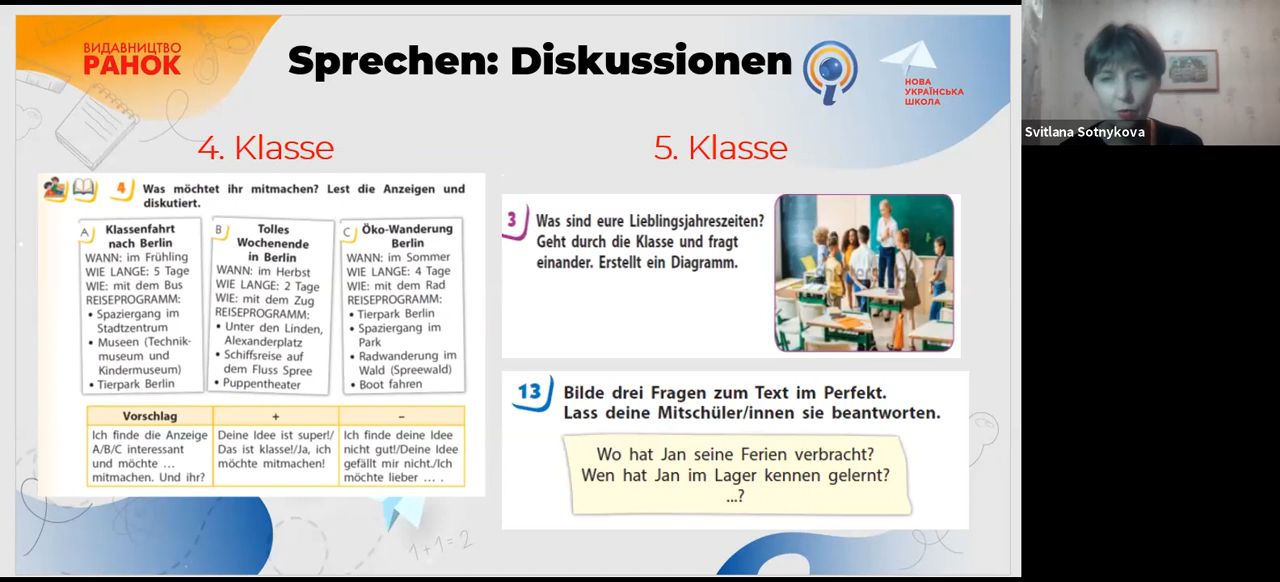 ВИДАВНИЦТВО
РАНОК
Sprechen: Diskussionen
НОВА
УКРАЇНСЬКА
ШКОЛА
Svitlana Sotnykova
4. Klasse
4 Was möchtet ihr mitmachen? Lest die Anzeigen und
diskutiert.
A Klassenfahrt
nach Berlin
WANN: im Frühling
WIE LANGE: 5 Tage
WIE: mit dem Bus
REISEPROGRAMM:
• Spaziergang im
Stadtzentrum
• Museen (Technik-
museum und
Kindermuseum)
• Tierpark Berlin
B Tolles
Wochenende
in Berlin
WANN: im Herbst
WIE LANGE: 2 Tage
WIE: mit dem Zug
REISEPROGRAMM:
• Unter den Linden,
Alexanderplatz
• Schiffsreise auf
dem Fluss Spree
• Puppentheater
C Öko-Wanderung
Berlin
WANN: im Sommer
WIE LANGE: 4 Tage
WIE: mit dem Rad
REISEPROGRAMM:
• Tierpark Berlin
• Spaziergang im
Park
• Radwanderung im
Wald (Spreewald)
• Boot fahren
Vorschlag
Ich finde die Anzeige
A/B/C interessant
und möchte ...
mitmachen. Und ihr?
+
Deine Idee ist super!/
Das ist klasse!/Ja, ich
möchte mitmachen!
–
Ich finde deine Idee
nicht gut!/Deine Idee
gefällt mir nicht./Ich
möchte lieber ... .
5. Klasse
3 Was sind eure Lieblingsjahreszeiten?
Geht durch die Klasse und fragt
einander. Erstellt ein Diagramm.
13 Bilde drei Fragen zum Text im Perfekt.
Lass deine Mitschüler/innen sie beantworten.
Wo hat Jan seine Ferien verbracht?
Wen hat Jan im Lager kennen gelernt?
...?
1+1=2